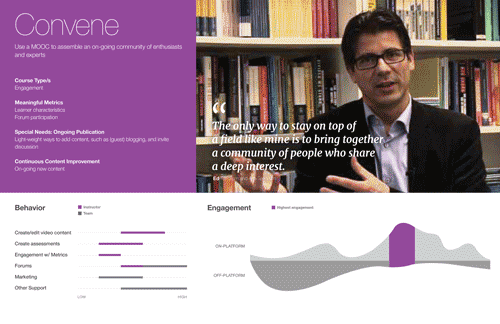 Convene
Use a MOOC to assemble an on-going community of enthusiasts
and experts
Course Type/s
Engagement
Meaningful Metrics
Learner characteristics
Forum participation
Special Needs: Ongoing Publication
Light-weight ways to add content, such as (guest) blogging, and invite
discussion
Continuous Content Improvement
On-going new content
“
The only way to stay on top of
a field like mine is to bring together
a community of people who share
a deep interest.
Ed
Behavior
Instructor
Team
Create/edit video content
Create assessments
Engagement w/ Metrics
Forums
Marketing
Other Support
LOW
HIGH
Engagement
Highest engagement
ON-PLATFORM
OFF-PLATFORM